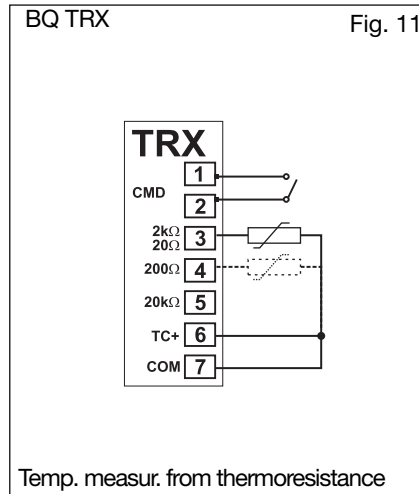 BQ TRX
Fig. 11
TRX
1
CMD
2
2kΩ
20Ω
3
200Ω
4
20kΩ
5
TC+
6
COM
7
Temp. measur. from thermoresistance